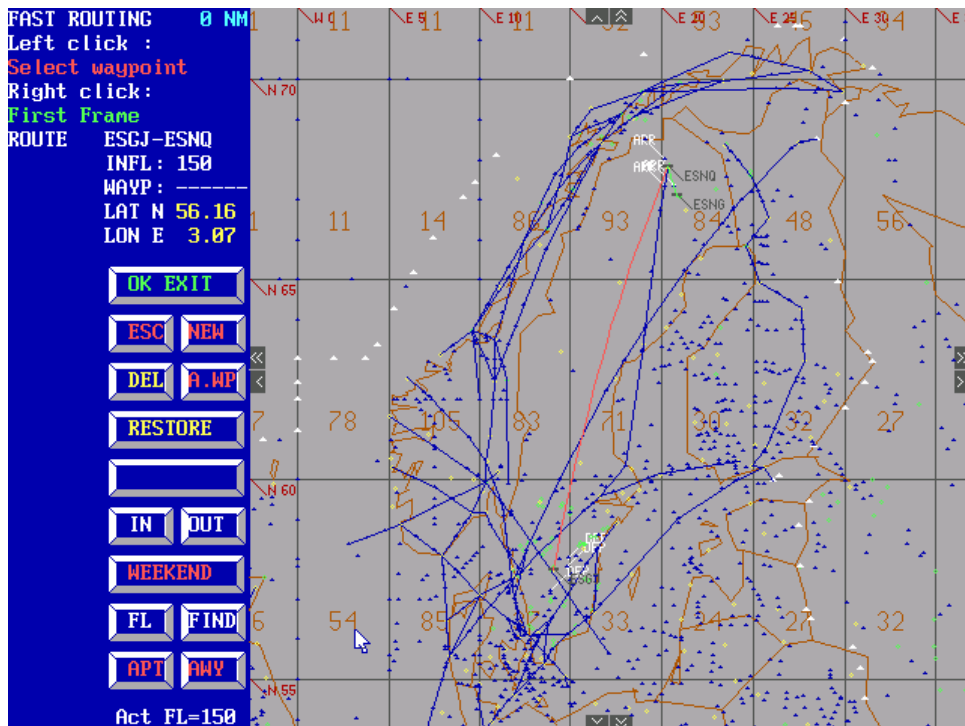 FAST ROUTING 0 NM
Left click :
Select waypoint
Right click:
First Frame
ROUTE ESGJ-ESNQ
INFL: 150
WAYP: ------
LAT N 56.16
LON E 3.07
OK EXIT
ESC NEW
DEL A.WP
RESTORE
IN OUT
WEEKEND
FL FIND
APT AWY
Act FL=150
11 11
E 5 E 10 E 20 E 25 E 30 E
34
N 70
ESNQ
ESNG
11 14 86 93 84 48 56
N 65
78 105 83 71 30 32 27
N 60
54 85 33 24 27 32
N 55